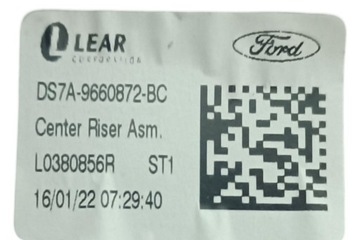 LEAR
CORPORATION
Ford
DS7A-9660872-BC
Center Riser Asm.
L0380856R ST1
16/01/22 07:29:40